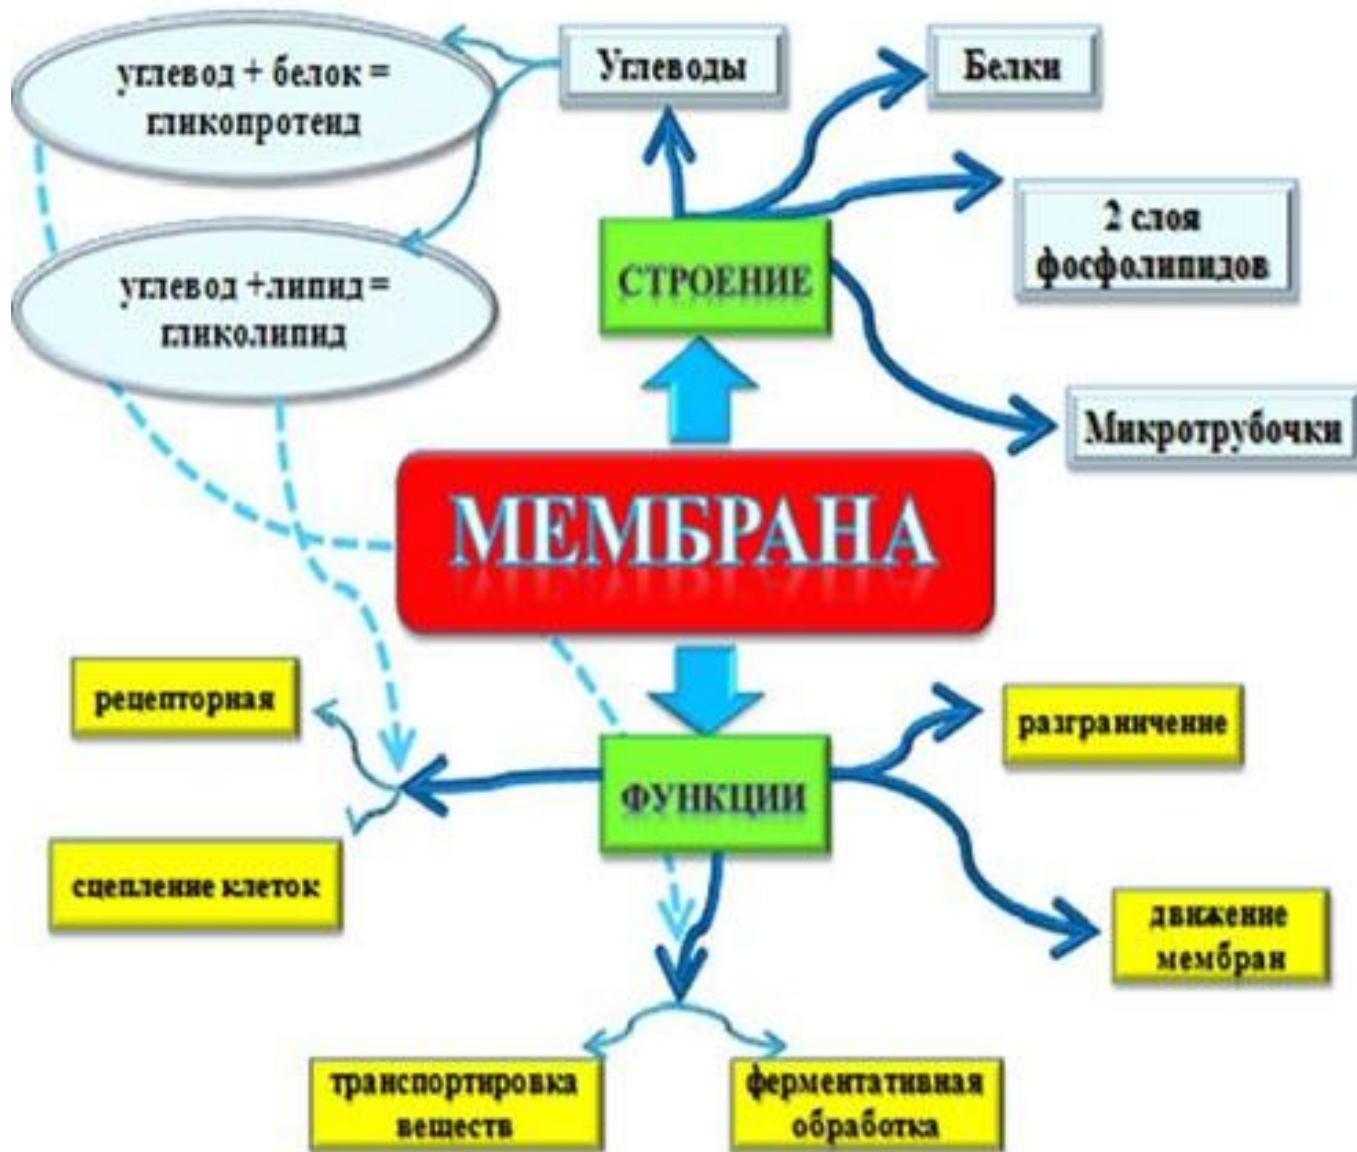 углевод + белок =
гликопротеид
Углеводы
Белки
2 слоя
фосфолипидов
углевод +липид =
гликолипид
СТРОЕНИЕ
Микротрубочки
МЕМБРАНА
рецепторная
разграничение
ФУНКЦИИ
сцепление клеток
движение
мембран
транспортировка
веществ
ферментативная
обработка